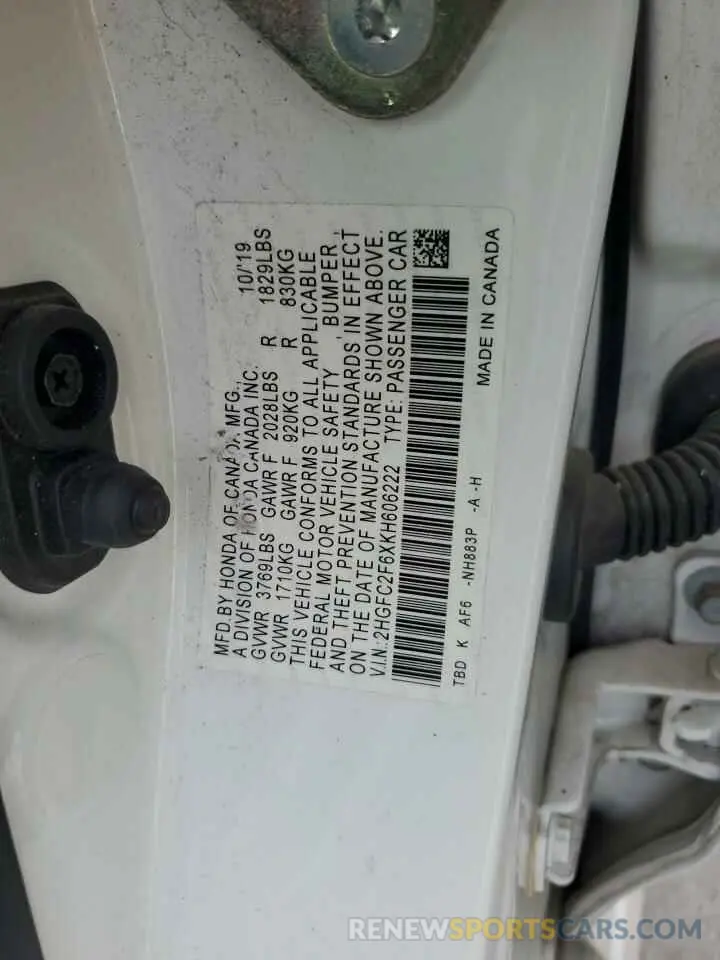 MFD.BY HONDA OF CANADA MFG., 10/'19
A DIVISION OF HONDA CANADA INC.
GVWR 3769LBS GAWR F 2028LBS R 1829LBS
GVWR 1710KG GAWR F 920KG R 830KG
THIS VEHICLE CONFORMS TO ALL APPLICABLE
FEDERAL MOTOR VEHICLE SAFETY , BUMPER ,
AND THEFT PREVENTION STANDARDS IN EFFECT
ON THE DATE OF MANUFACTURE SHOWN ABOVE.
V.I.N.:2HGFC2F6XKH606222 TYPE: PASSENGER CAR
TBD K AF6 -NH883P -A -H
MADE IN CANADA
RENEWSPORTSCARS.COM